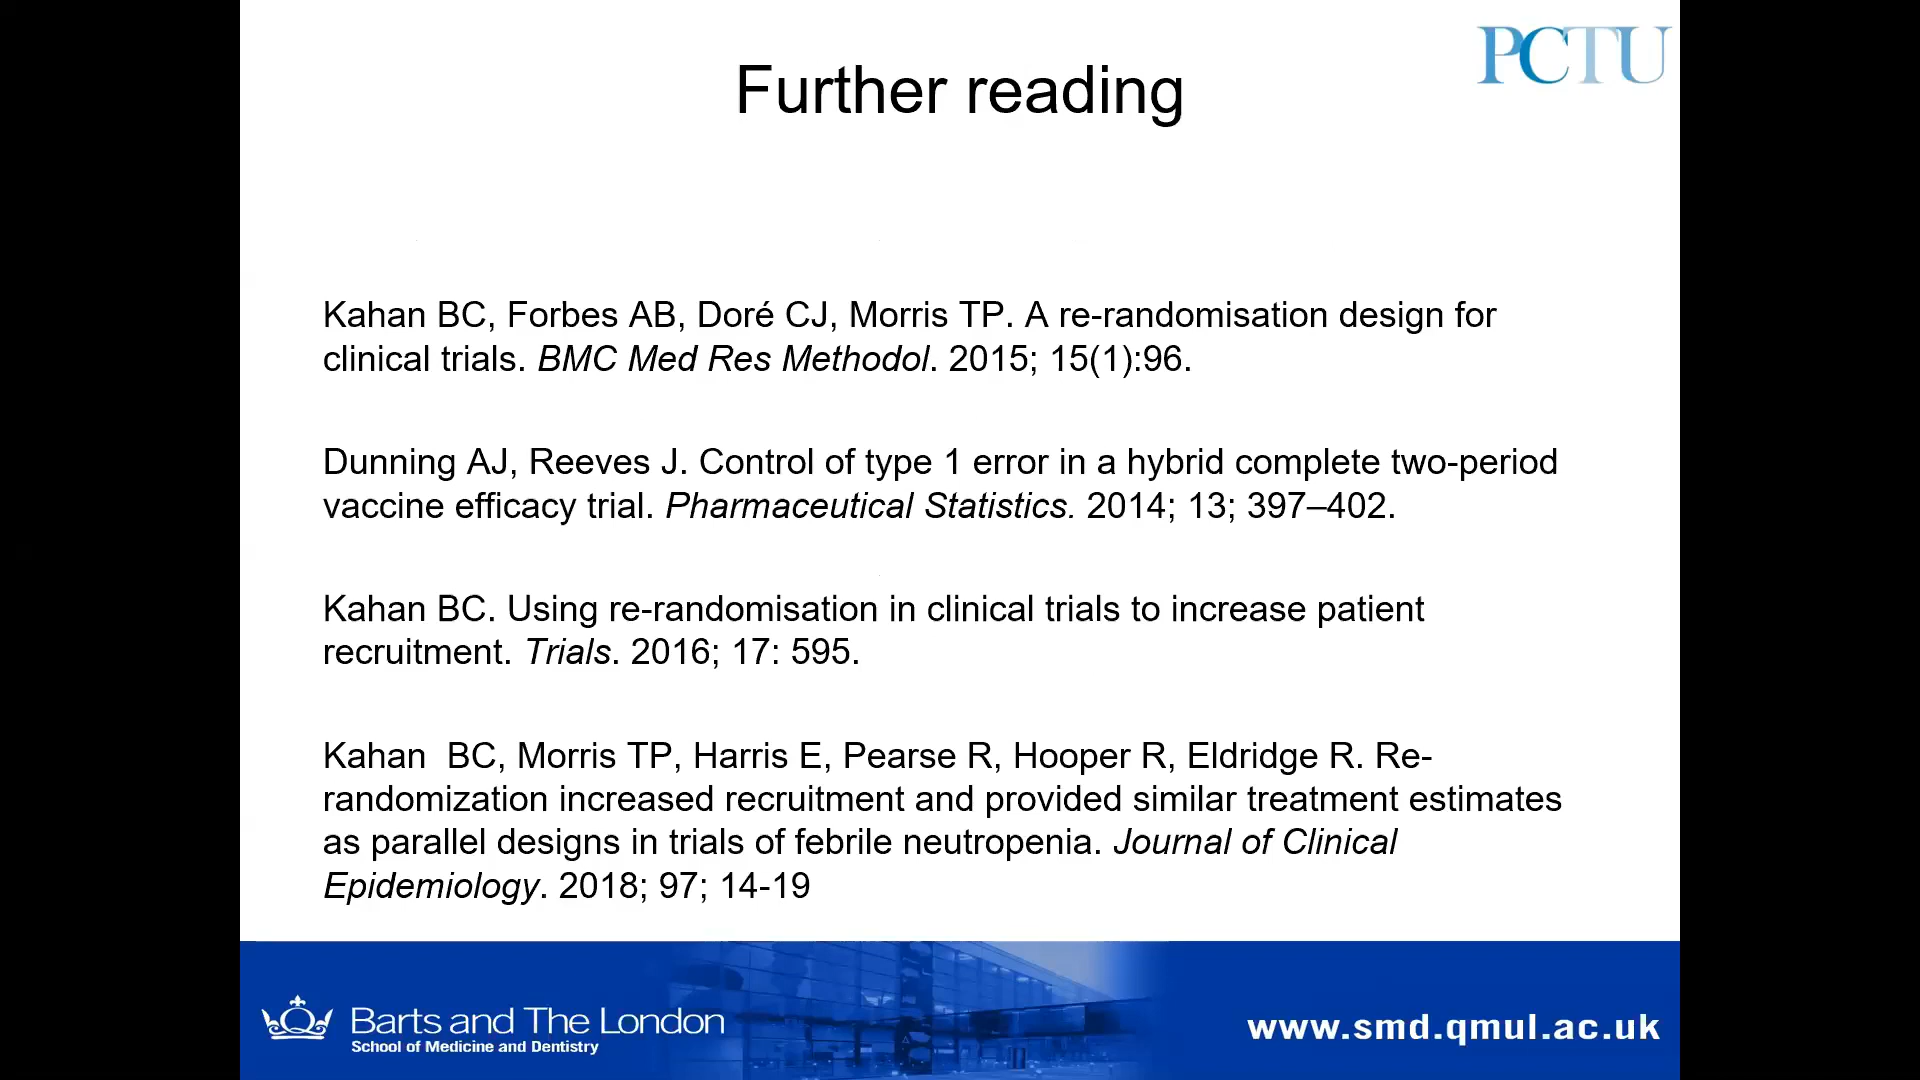 PCTU
Further reading
Kahan BC, Forbes AB, Doré CJ, Morris TP. A re-randomisation design for
clinical trials. BMC Med Res Methodol. 2015; 15(1):96.
Dunning AJ, Reeves J. Control of type 1 error in a hybrid complete two-period
vaccine efficacy trial. Pharmaceutical Statistics. 2014; 13; 397–402.
Kahan BC. Using re-randomisation in clinical trials to increase patient
recruitment. Trials. 2016; 17: 595.
Kahan  BC, Morris TP, Harris E, Pearse R, Hooper R, Eldridge R. Re-
randomization increased recruitment and provided similar treatment estimates
as parallel designs in trials of febrile neutropenia. Journal of Clinical
Epidemiology. 2018; 97; 14-19
Barts and The London
School of Medicine and Dentistry
www.smd.qmul.ac.uk